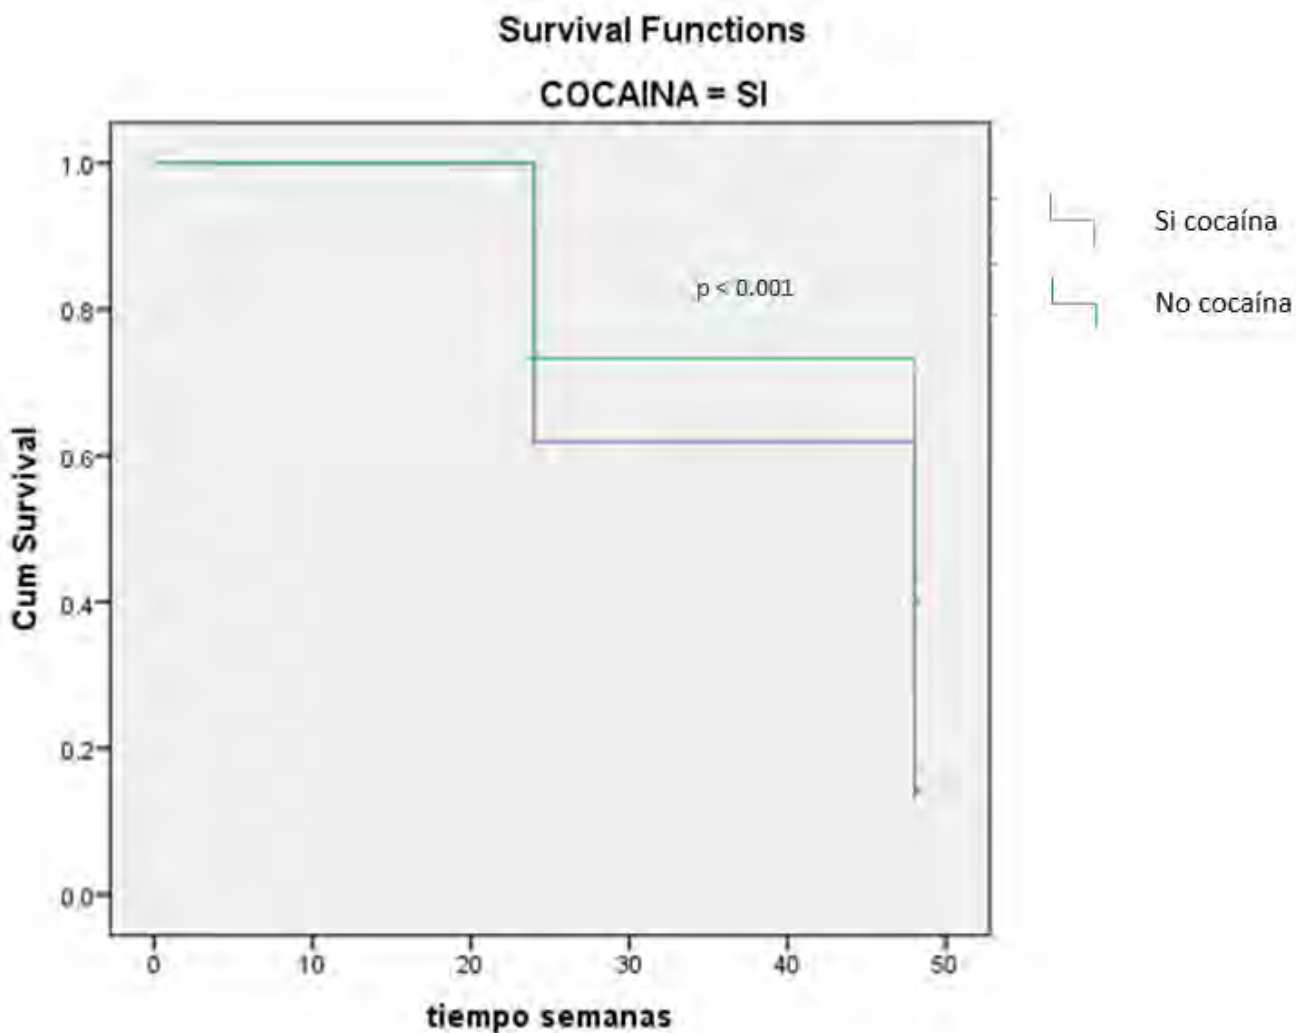 Survival Functions
COCAINA = SI
1.0
0.8
0.6
0.4
0.2
0.0
Cum Survival
p < 0.001
Si cocaína
No cocaína
0 10 20 30 40 50
tiempo semanas